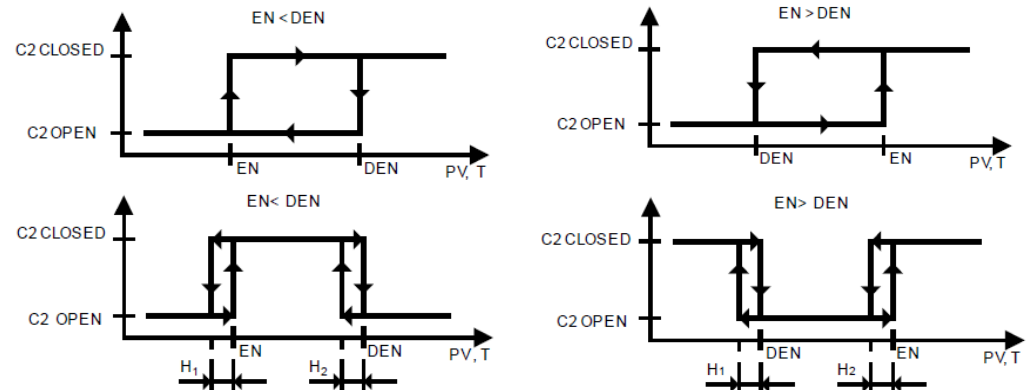 EN < DEN
C2 CLOSED
C2 OPEN
EN
DEN
PV, T
EN > DEN
C2 CLOSED
C2 OPEN
DEN
EN
PV, T
EN< DEN
C2 CLOSED
C2 OPEN
EN
DEN
PV, T
H₁
H₂
EN> DEN
C2 CLOSED
C2 OPEN
DEN
EN
PV, T
H₁
H₂